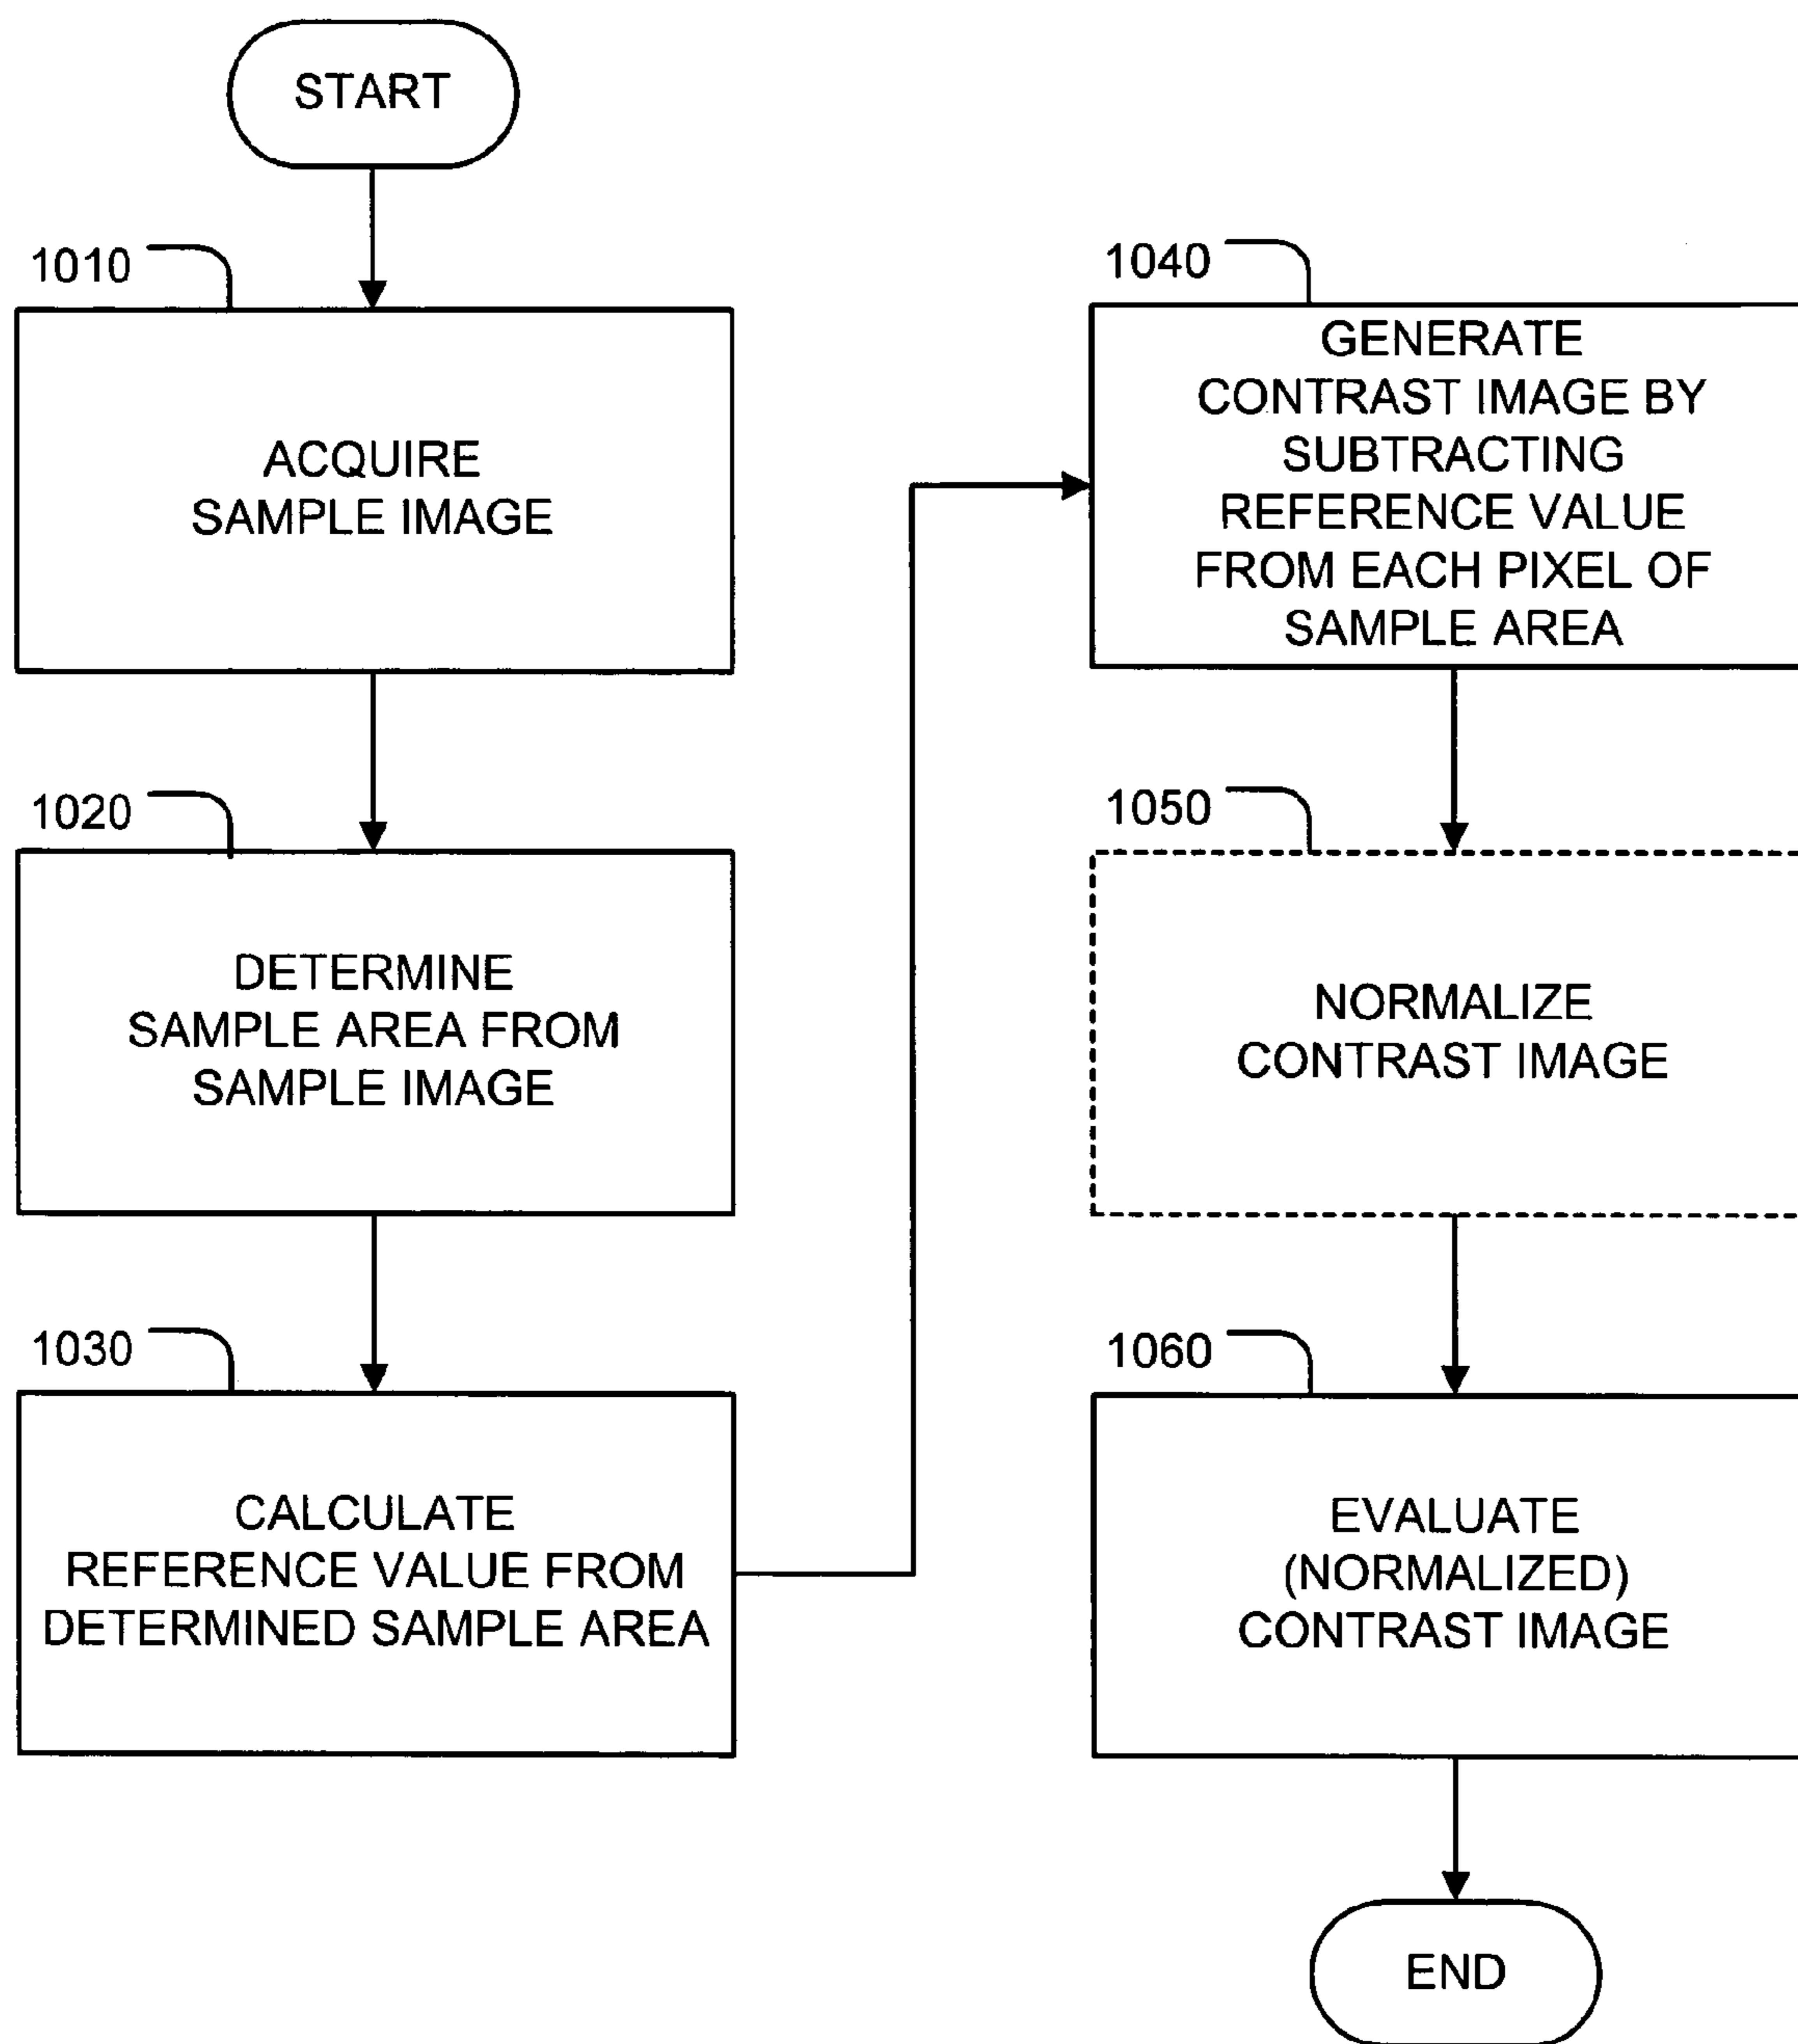 START
1010
ACQUIRE
SAMPLE IMAGE
1020
DETERMINE
SAMPLE AREA FROM
SAMPLE IMAGE
1030
CALCULATE
REFERENCE VALUE FROM
DETERMINED SAMPLE AREA
1040
GENERATE
CONTRAST IMAGE BY
SUBTRACTING
REFERENCE VALUE
FROM EACH PIXEL OF
SAMPLE AREA
1050
NORMALIZE
CONTRAST IMAGE
1060
EVALUATE
(NORMALIZED)
CONTRAST IMAGE
END